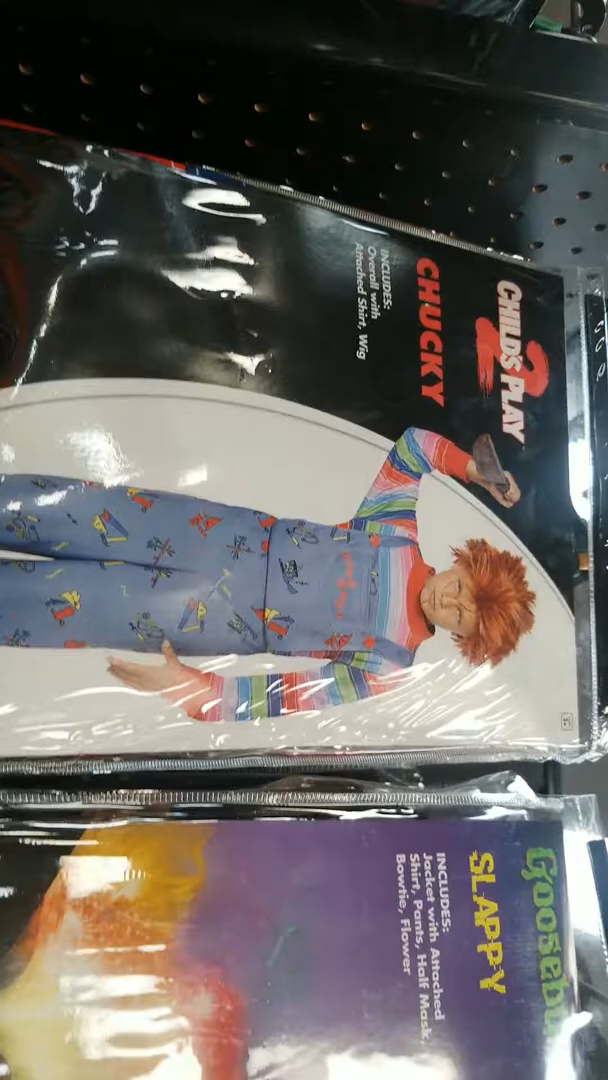 CHILD'S PLAY
2
CHUCKY
INCLUDES:
Overall with
Attached Shirt, Wig
SLAPPY
INCLUDES:
Jacket with Attached
Shirt, Pants, Half Mask,
Bowtie, Flower